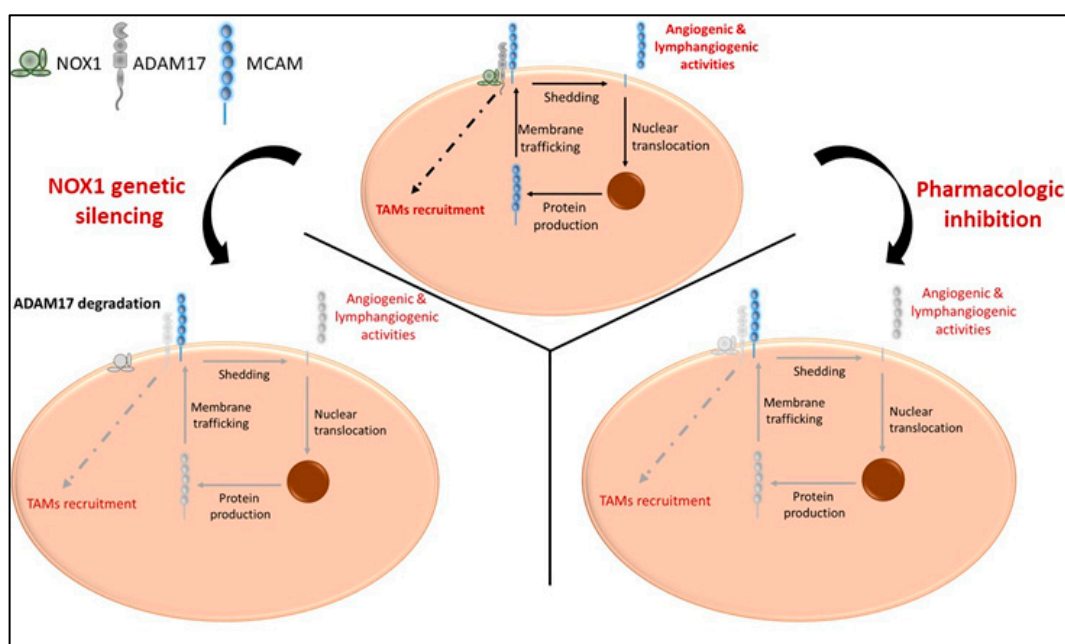 NOX1
ADAM17
MCAM
Angiogenic &
lymphangiogenic
activities
Shedding
Membrane
trafficking
Nuclear
translocation
TAMs recruitment
Protein
production
NOX1 genetic
silencing
Pharmacologic
inhibition
ADAM17 degradation
Angiogenic &
lymphangiogenic
activities
Shedding
Membrane
trafficking
Nuclear
translocation
TAMs recruitment
Protein
production
Angiogenic &
lymphangiogenic
activities
Shedding
Membrane
trafficking
Nuclear
translocation
TAMs recruitment
Protein
production